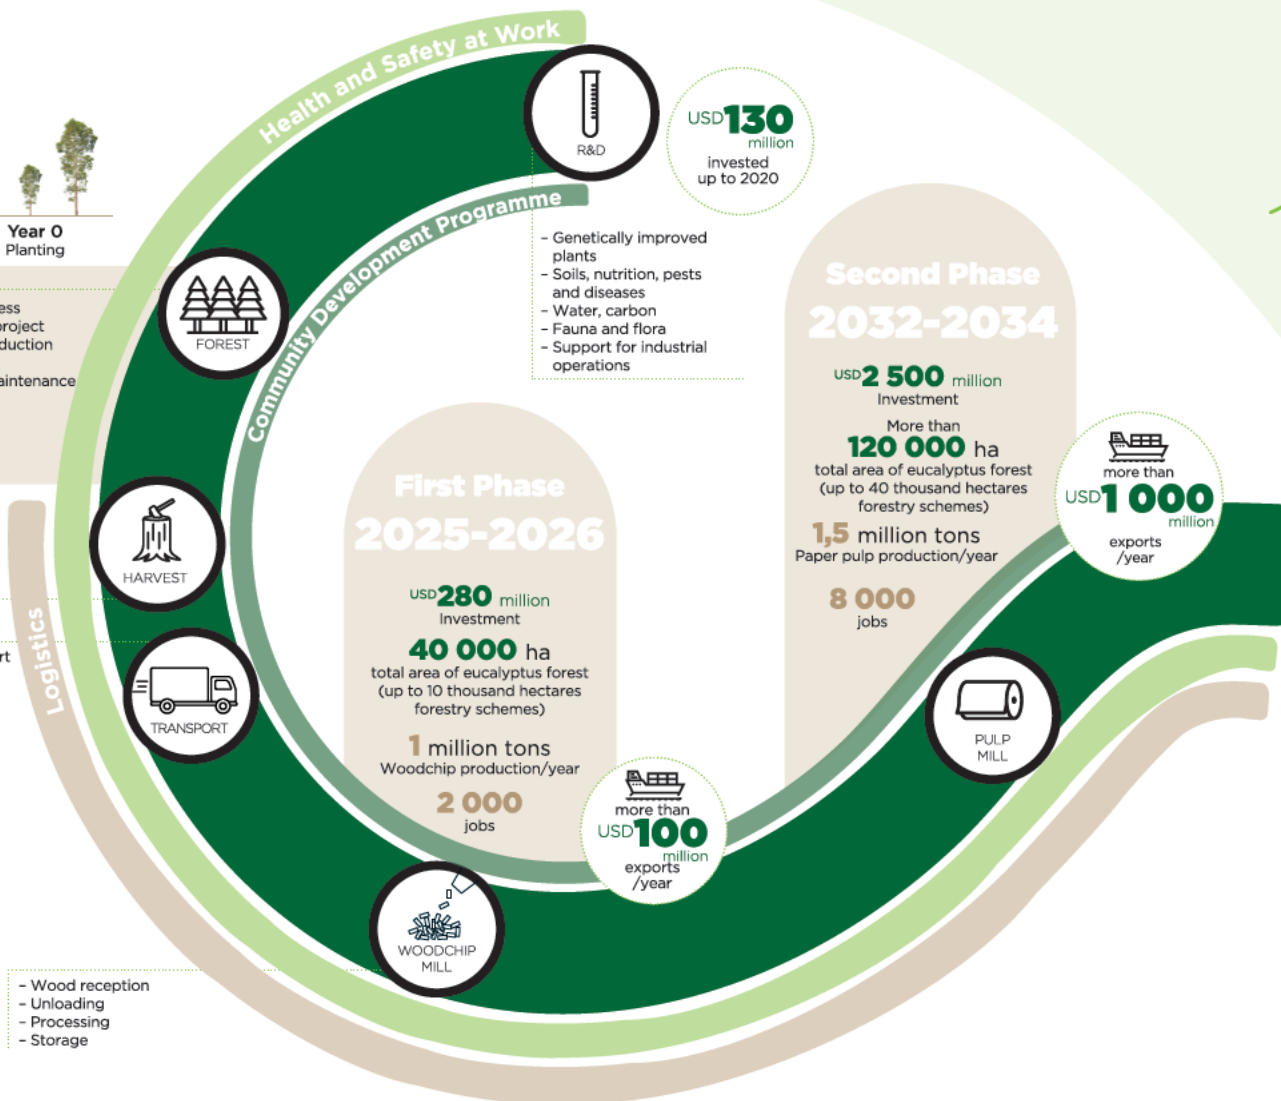 Health and Safety at Work
R&D
USD130
million
invested
up to 2020
Community Development Programme
– Genetically improved
plants
– Soils, nutrition, pests
and diseases
– Water, carbon
– Fauna and flora
– Support for industrial
operations
Year 0
Planting
FOREST
project
aintenance
HARVEST
Logistics
TRANSPORT
First Phase
2025-2026
USD280 million
Investment
40 000 ha
total area of eucalyptus forest
(up to 10 thousand hectares
forestry schemes)
1 million tons
Woodchip production/year
2 000
jobs
more than
USD100
million
exports
/year
Second Phase
2032-2034
USD2 500 million
Investment
More than
120 000 ha
total area of eucalyptus forest
(up to 40 thousand hectares
forestry schemes)
1,5 million tons
Paper pulp production/year
8 000
jobs
more than
USD1 000
million
exports
/year
PULP
MILL
WOODCHIP
MILL
– Wood reception
– Unloading
– Processing
– Storage